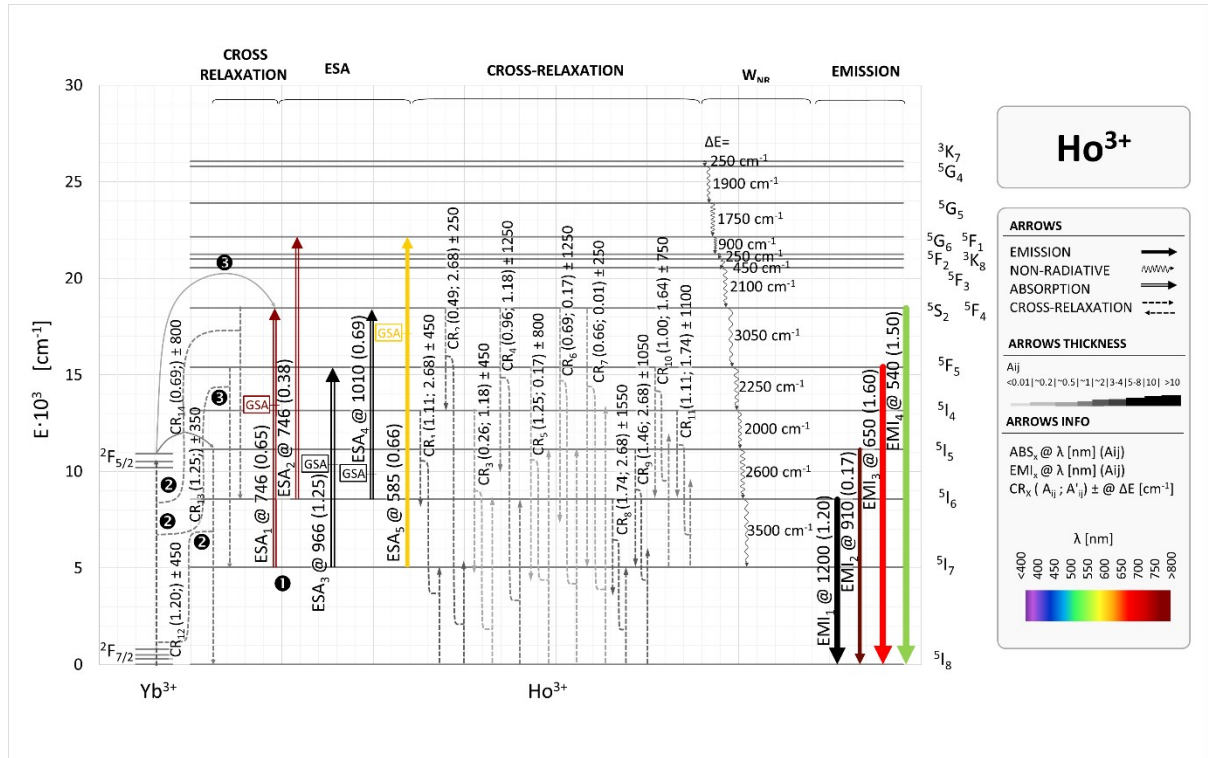 CROSS
RELAXATION
ESA
CROSS-RELAXATION
W_NR
EMISSION
E·10³ [cm⁻¹]
30
25
20
15
10
5
0
²F₅/₂
²F₇/₂
Yb³⁺
Ho³⁺
CR₁₄ (0.69;) ± 800
CR₁₃ (1.25;) ± 350
CR₁₂ (1.20;) ± 450
❸
❸
❷
❷
❷
❶
GSA
GSA
GSA
GSA
ESA₁ @ 746 (0.65)
ESA₂ @ 746 (0.38)
ESA₃ @ 966 (1.25)
ESA₄ @ 1010 (0.69)
ESA₅ @ 585 (0.66)
(1.11; 2.68) ± 450
(0.49; 2.68) ± 250
CR₃ (0.26; 1.18) ± 450
CR₄ (0.96; 1.18) ± 1250
CR₅ (1.25; 0.17) ± 800
CR₆ (0.69; 0.17) ± 1250
CR₇ (0.66; 0.01) ± 250
CR₈ (1.74; 2.68) ± 1550
CR₉ (1.46; 2.68) ± 1050
CR₁₀ (1.00; 1.64) ± 750
CR₁₁ (1.11; 1.74) ± 1100
ΔE=
250 cm⁻¹
1900 cm⁻¹
1750 cm⁻¹
900 cm⁻¹
250 cm⁻¹
450 cm⁻¹
2100 cm⁻¹
3050 cm⁻¹
2250 cm⁻¹
2000 cm⁻¹
2600 cm⁻¹
3500 cm⁻¹
EMI₁ @ 1200 (1.20)
EMI₂ @ 910 (0.17)
EMI₃ @ 650 (1.60)
EMI₄ @ 540 (1.50)
³K₇
⁵G₄
⁵G₅
⁵G₆ ⁵F₁
⁵F₂ ³K₈
⁵F₃
⁵S₂ ⁵F₄
⁵F₅
⁵I₄
⁵I₅
⁵I₆
⁵I₇
⁵I₈
Ho³⁺
ARROWS
EMISSION
NON-RADIATIVE
ABSORPTION
CROSS-RELAXATION
ARROWS THICKNESS
Aij
<0.01|~0.2|~0.5|~1|~2|3-4|5-8|10| >10
ARROWS INFO
ABSₓ @ λ [nm] (Aij)
EMIₓ @ λ [nm] (Aij)
CRₓ ( Aᵢⱼ ; A'ᵢⱼ) ± @ ΔE [cm⁻¹]
λ [nm]
<400
400
450
500
550
600
650
700
750
>800